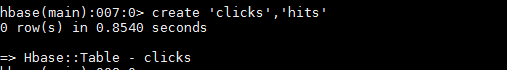 hbase(main):007:0> create 'clicks','hits'
0 row(s) in 0.8540 seconds
=> Hbase::Table - clicks